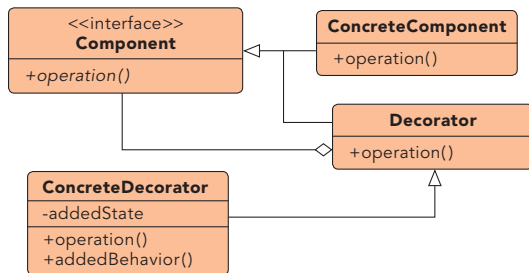 <<interface>>
Component
+operation()
ConcreteComponent
+operation()
Decorator
+operation()
ConcreteDecorator
-addedState
+operation()
+addedBehavior()